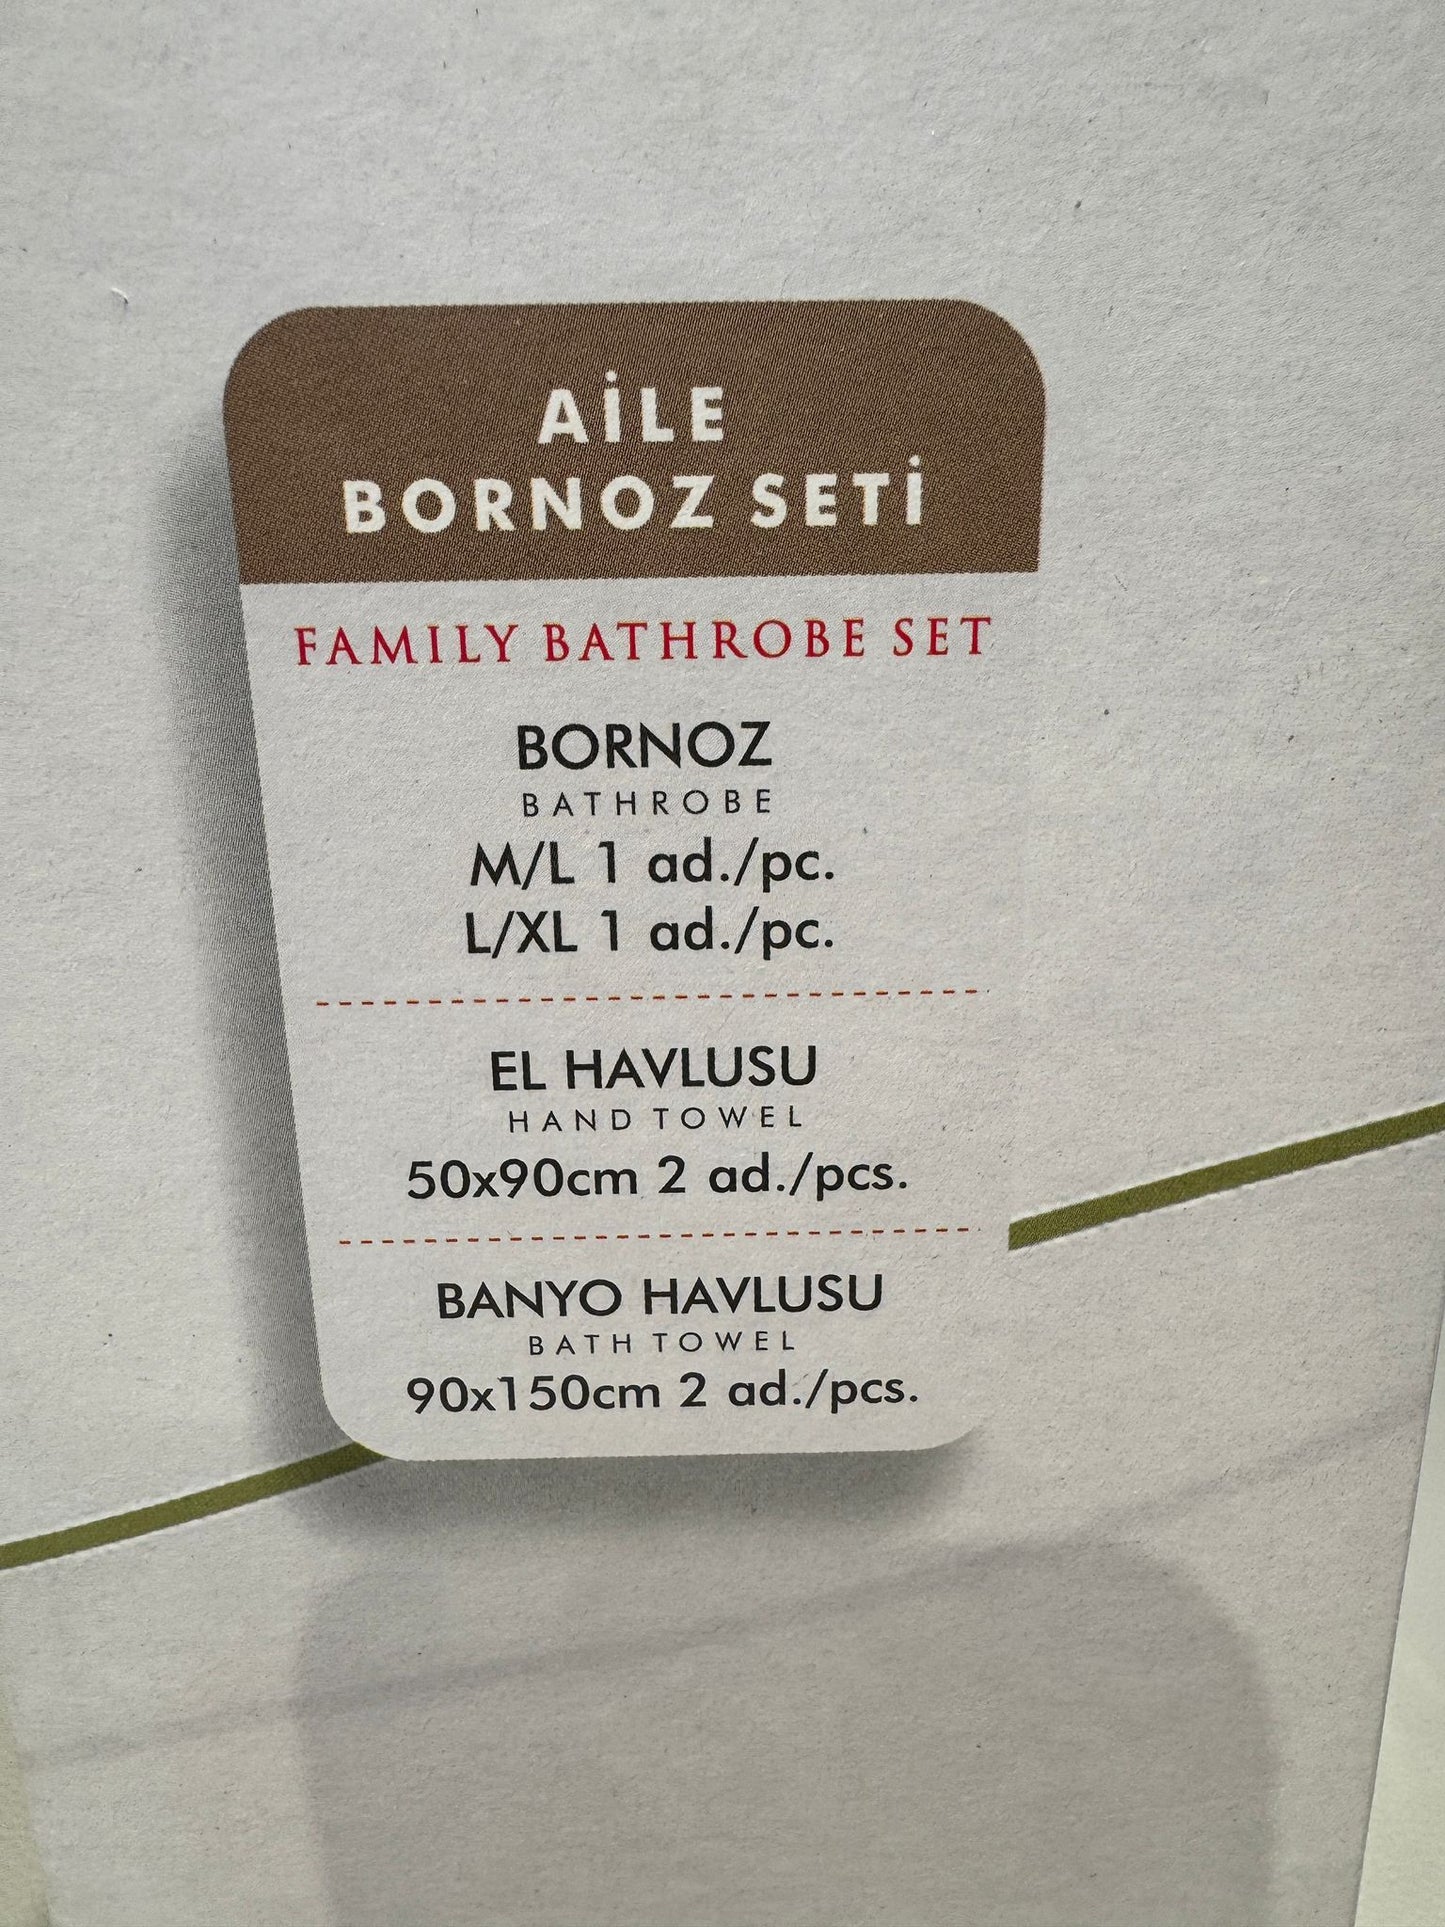 AİLE
BORNOZ SETİ
FAMILY BATHROBE SET
BORNOZ
BATHROBE
M/L 1 ad./pc.
L/XL 1 ad./pc.
EL HAVLUSU
HAND TOWEL
50x90cm 2 ad./pcs.
BANYO HAVLUSU
BATH TOWEL
90x150cm 2 ad./pcs.